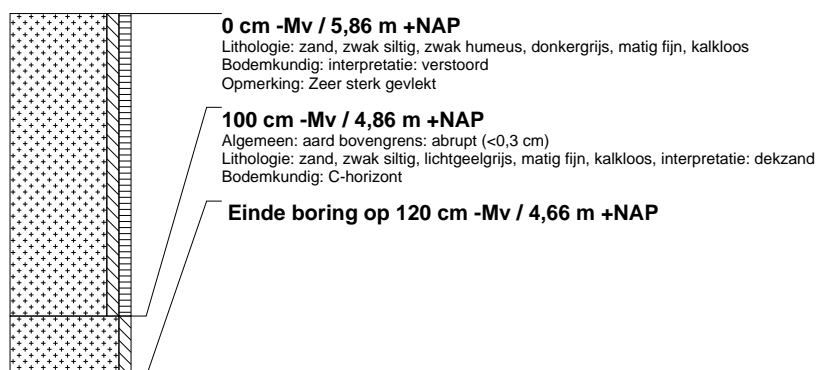 0 cm -Mv / 5,86 m +NAP
Lithologie: zand, zwak siltig, zwak humeus, donkergrijs, matig fijn, kalkloos
Bodemkundig: interpretatie: verstoord
Opmerking: Zeer sterk gevlekt
100 cm -Mv / 4,86 m +NAP
Algemeen: aard bovengrens: abrupt (<0,3 cm)
Lithologie: zand, zwak siltig, lichtgeelgrijs, matig fijn, kalkloos, interpretatie: dekzand
Bodemkundig: C-horizont
Einde boring op 120 cm -Mv / 4,66 m +NAP